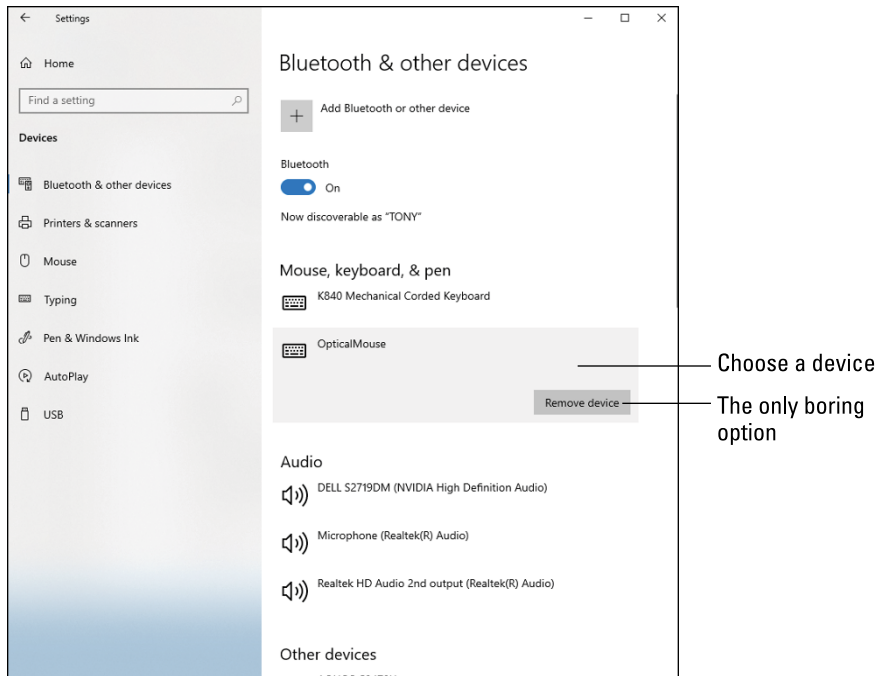 Settings
Home
Find a setting
Devices
Bluetooth & other devices
Printers & scanners
Mouse
Typing
Pen & Windows Ink
AutoPlay
USB
Bluetooth & other devices
Add Bluetooth or other device
Bluetooth
On
Now discoverable as “TONY”
Mouse, keyboard, & pen
K840 Mechanical Corded Keyboard
OpticalMouse
Remove device
Audio
DELL S2719DM (NVIDIA High Definition Audio)
Microphone (Realtek(R) Audio)
Realtek HD Audio 2nd output (Realtek(R) Audio)
Other devices
Choose a device
The only boring
option